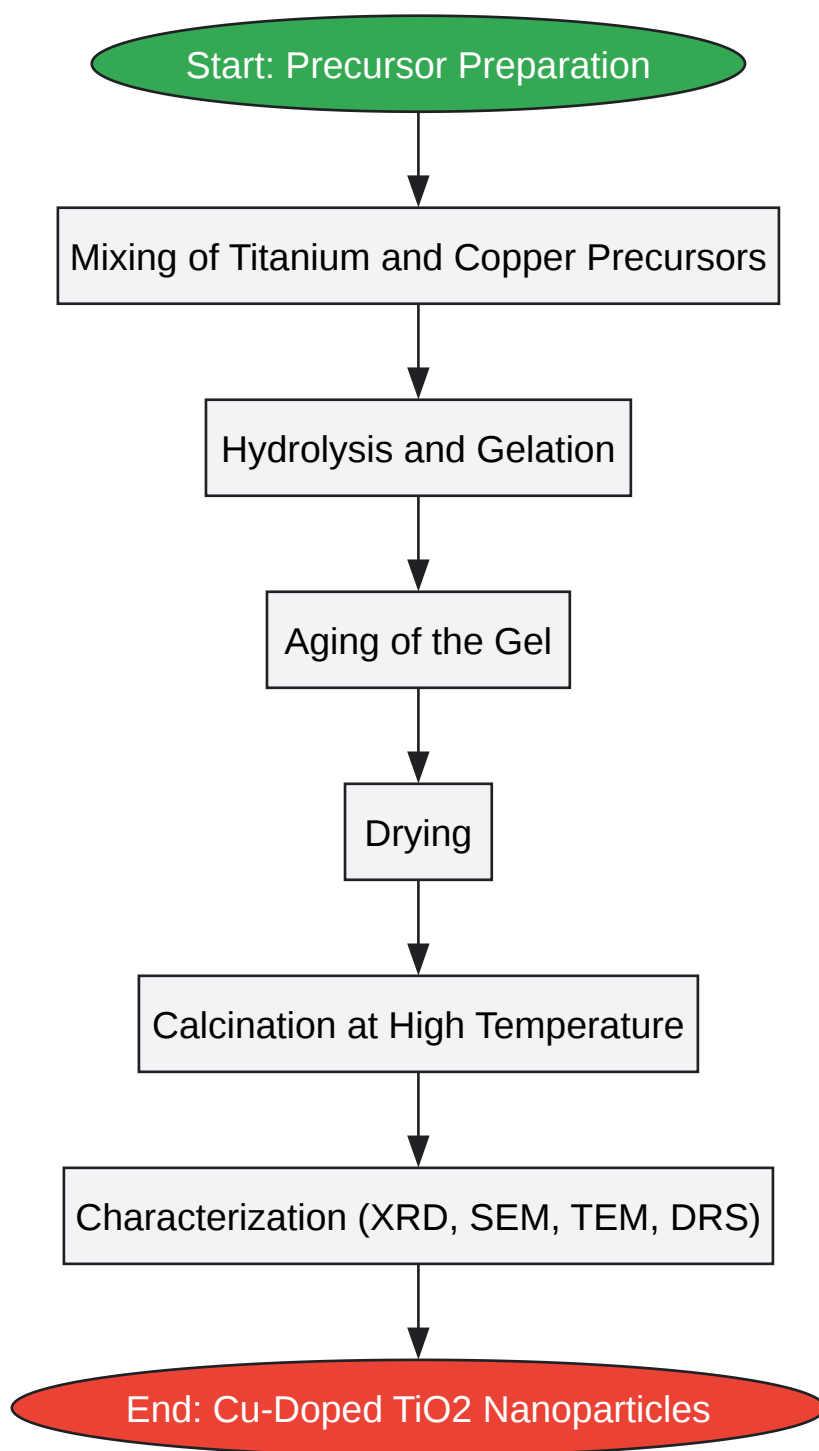 Start: Precursor Preparation
Mixing of Titanium and Copper Precursors
Hydrolysis and Gelation
Aging of the Gel
Drying
Calcination at High Temperature
Characterization (XRD, SEM, TEM, DRS)
End: Cu-Doped TiO2 Nanoparticles